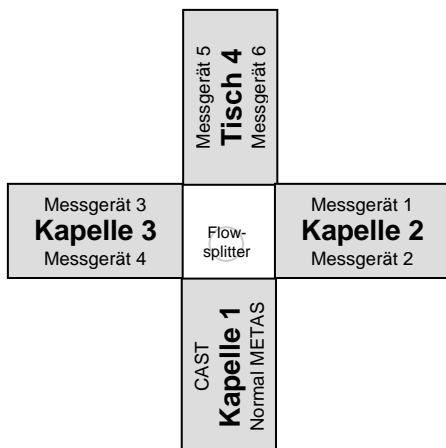 Messgerät 5
Tisch 4
Messgerät 6
Messgerät 3
Kapelle 3
Messgerät 4
Flow-
splitter
Messgerät 1
Kapelle 2
Messgerät 2
CAST
Kapelle 1
Normal METAS